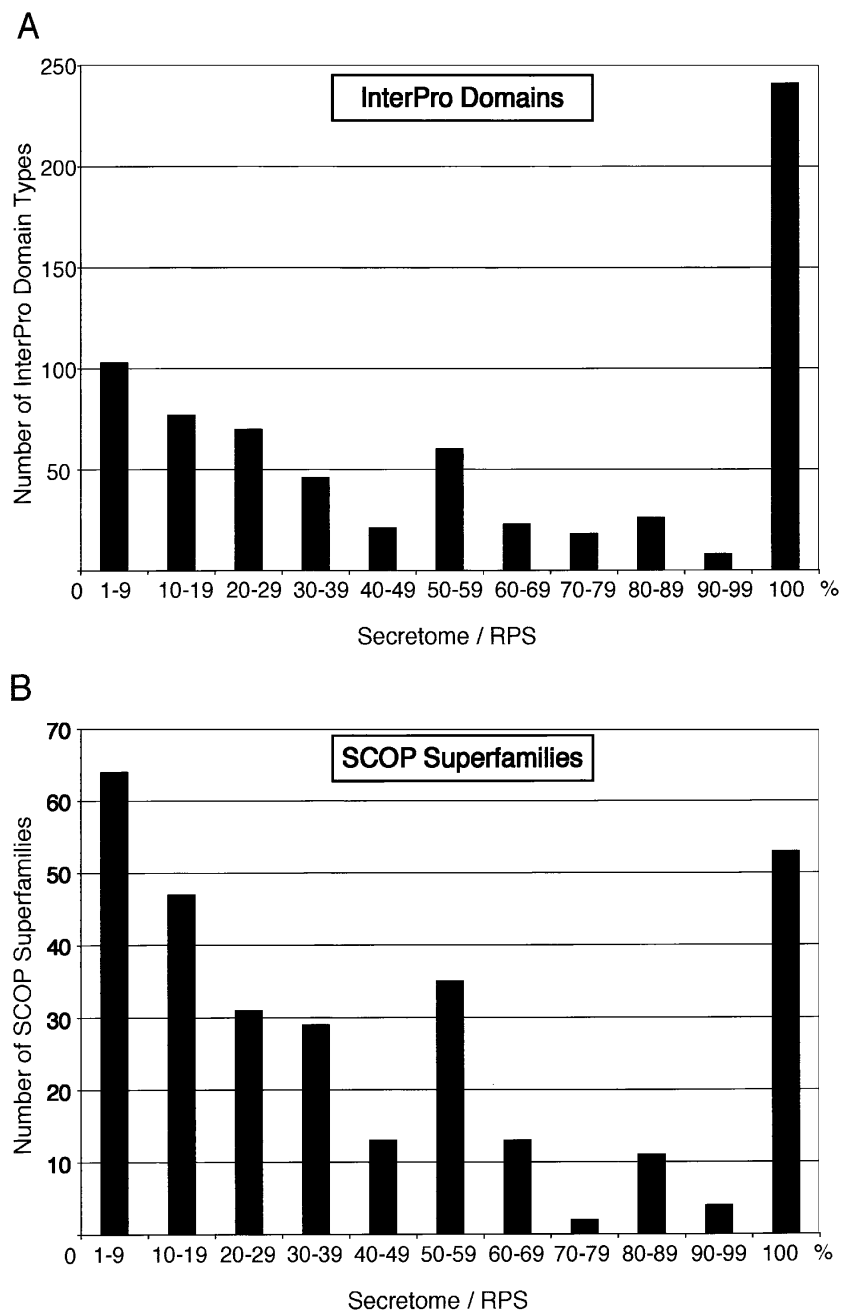 A
InterPro Domains
Number of InterPro Domain Types
250
200
150
100
50
0 1-9 10-19 20-29 30-39 40-49 50-59 60-69 70-79 80-89 90-99 100 %
Secretome / RPS
B
SCOP Superfamilies
Number of SCOP Superfamilies
70
60
50
40
30
20
10
0 1-9 10-19 20-29 30-39 40-49 50-59 60-69 70-79 80-89 90-99 100 %
Secretome / RPS